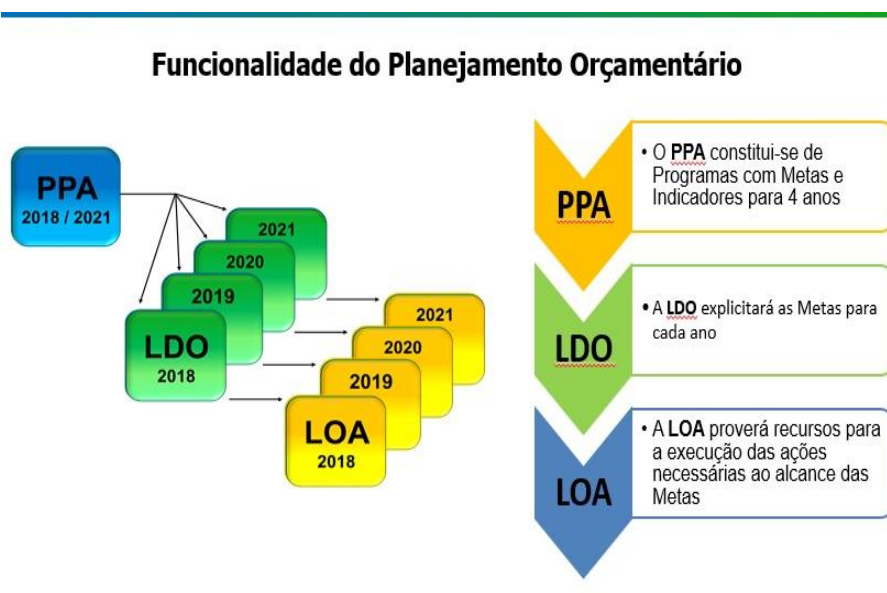 Funcionalidade do Planejamento Orçamentário
PPA
2018 / 2021
2021
2020
2019
LDO
2018
2021
2020
2019
LOA
2018
PPA
• O PPA constitui-se de
Programas com Metas e
Indicadores para 4 anos
LDO
• A LDO explicitará as Metas para
cada ano
LOA
• A LOA proverá recursos para
a execução das ações
necessárias ao alcance das
Metas